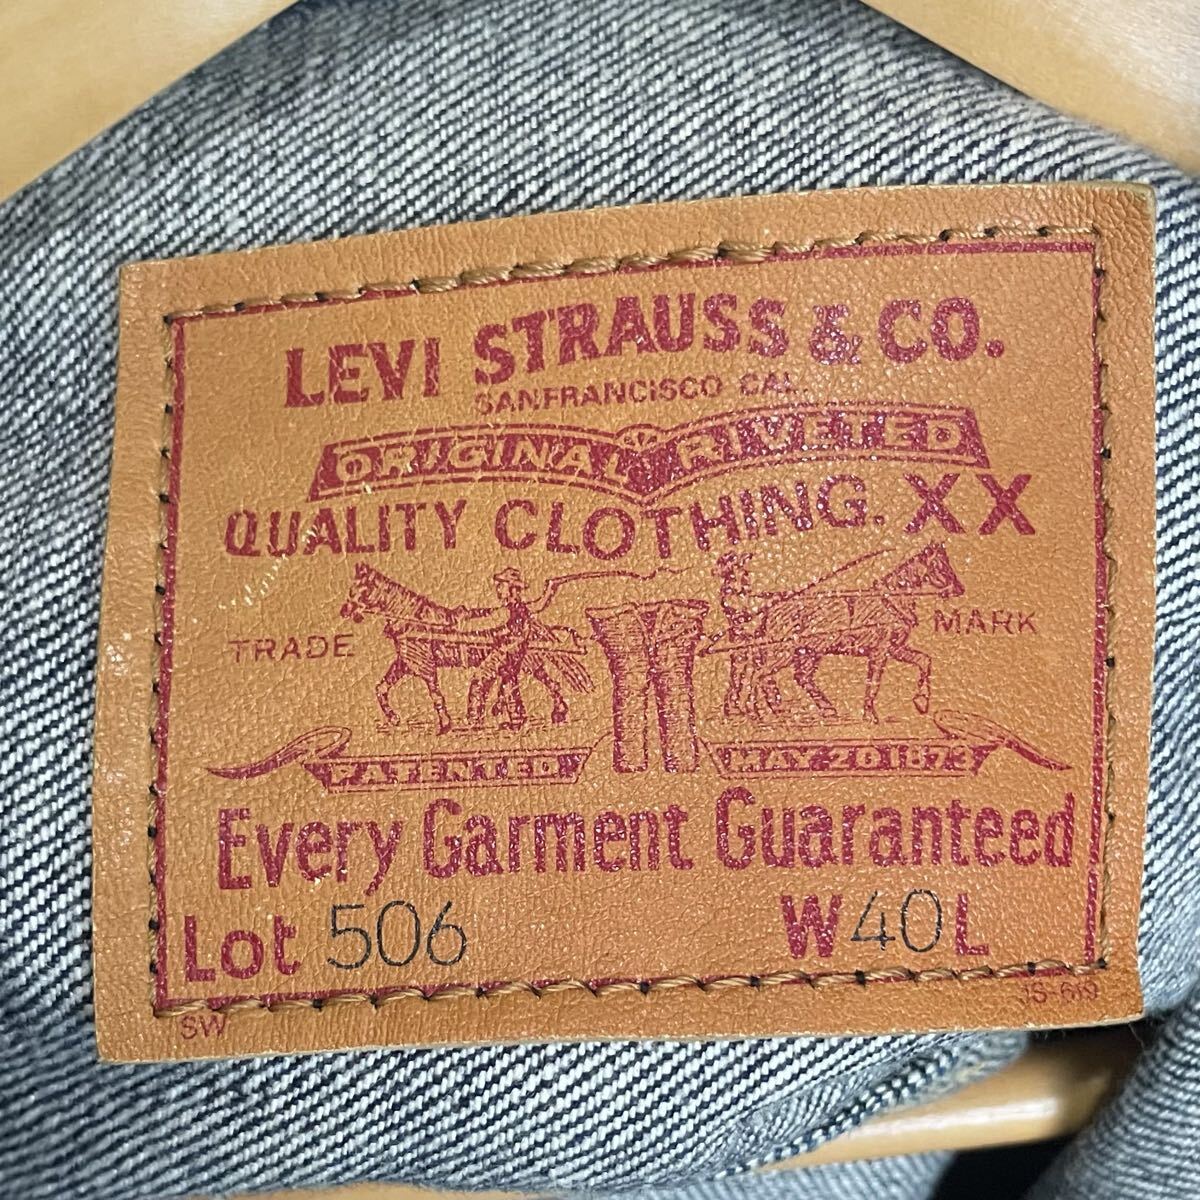 LEVI STRAUSS & CO.
SANFRANCISCO CAL.
ORIGINAL RIVETED
QUALITY CLOTHING. XX
TRADE MARK
PATENTED MAY 20 1873
Every Garment Guaranteed
Lot 506 W 40 L
SW JS-619